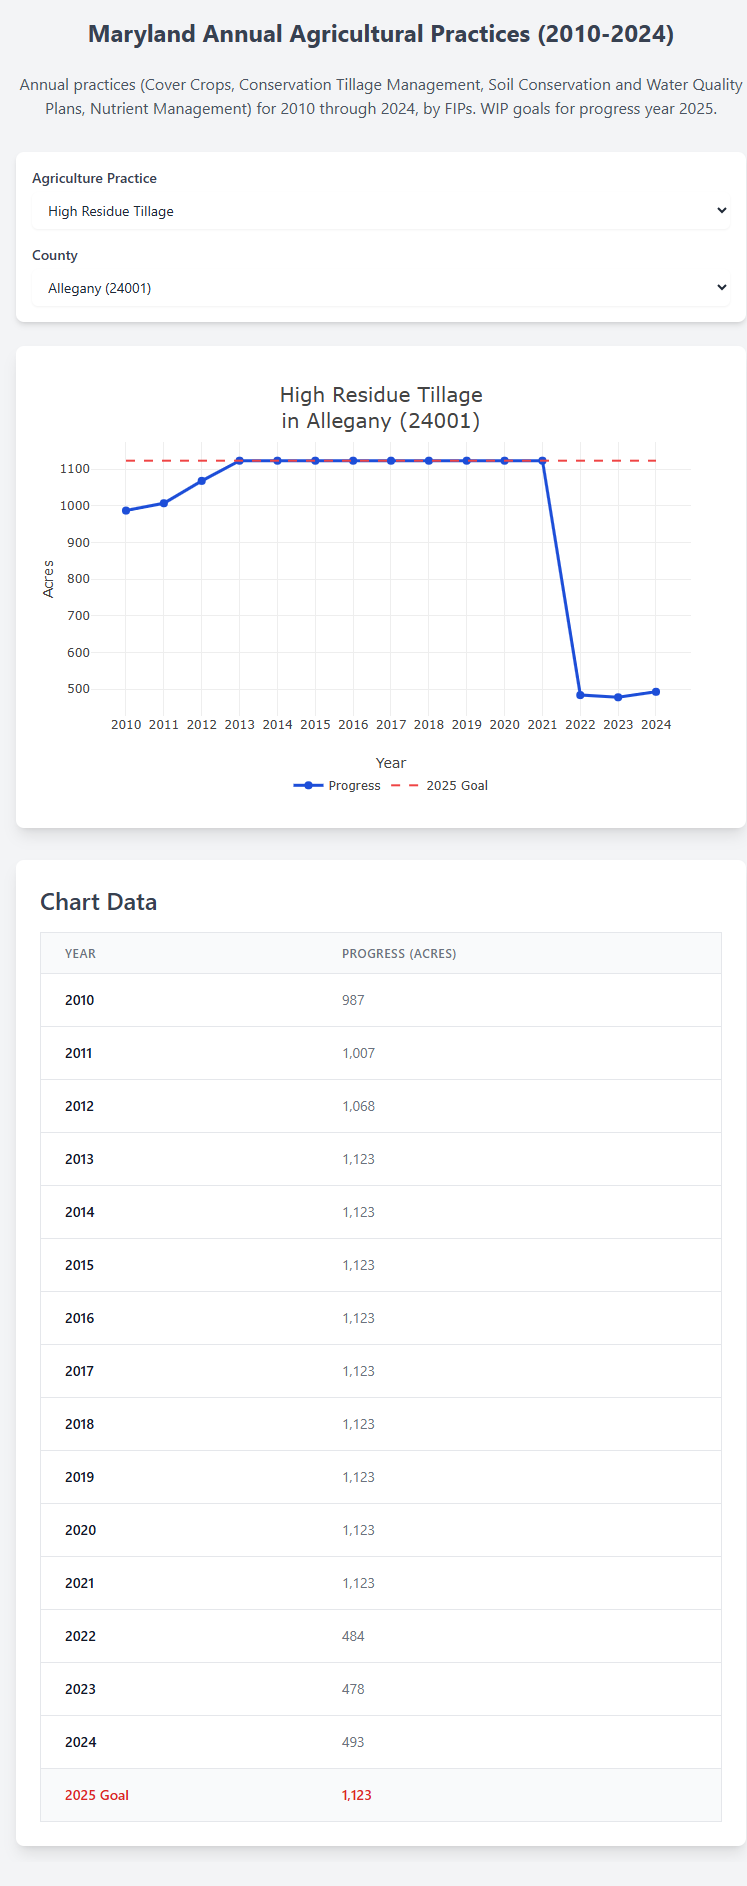 Maryland Annual Agricultural Practices (2010-2024)
Annual practices (Cover Crops, Conservation Tillage Management, Soil Conservation and Water Quality
Plans, Nutrient Management) for 2010 through 2024, by FIPs. WIP goals for progress year 2025.
Agriculture Practice
High Residue Tillage
County
Allegany (24001)
High Residue Tillage
in Allegany (24001)
1100
1000
900
800
700
600
500
Acres
2010 2011 2012 2013 2014 2015 2016 2017 2018 2019 2020 2021 2022 2023 2024
Year
Progress 2025 Goal
Chart Data
YEAR PROGRESS (ACRES)
2010 987
2011 1,007
2012 1,068
2013 1,123
2014 1,123
2015 1,123
2016 1,123
2017 1,123
2018 1,123
2019 1,123
2020 1,123
2021 1,123
2022 484
2023 478
2024 493
2025 Goal 1,123